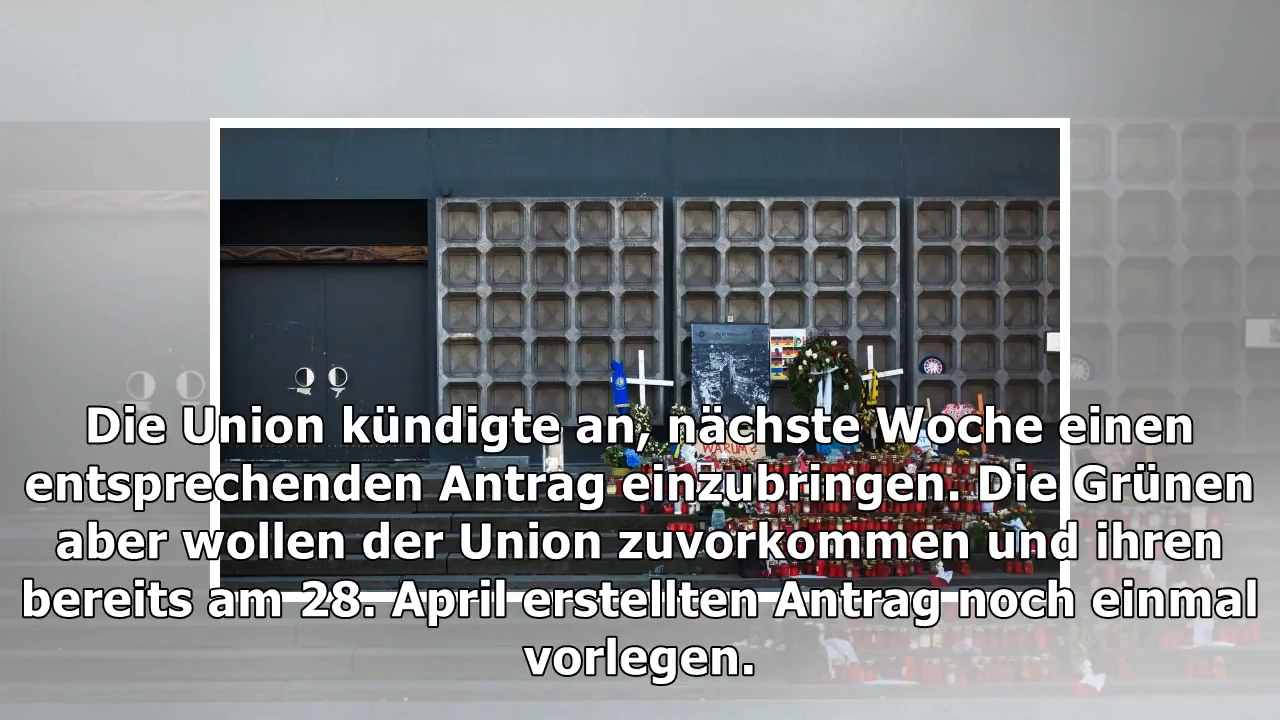 WARUM?
Die Union kündigte an, nächste Woche einen
entsprechenden Antrag einzubringen. Die Grünen
aber wollen der Union zuvorkommen und ihren
bereits am 28. April erstellten Antrag noch einmal
vorlegen.